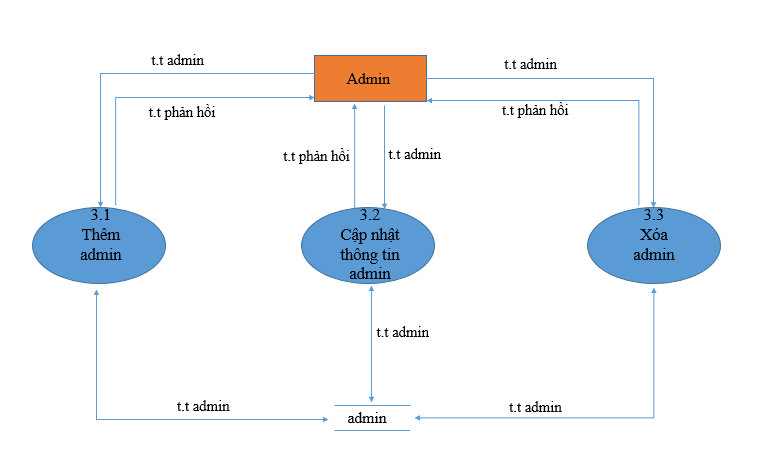 t.t admin
Admin
t.t admin
t.t phản hồi
t.t phản hồi
t.t phản hồi
t.t admin
3.1
Thêm
admin
3.2
Cập nhật
thông tin
admin
3.3
Xóa
admin
t.t admin
t.t admin
admin
t.t admin